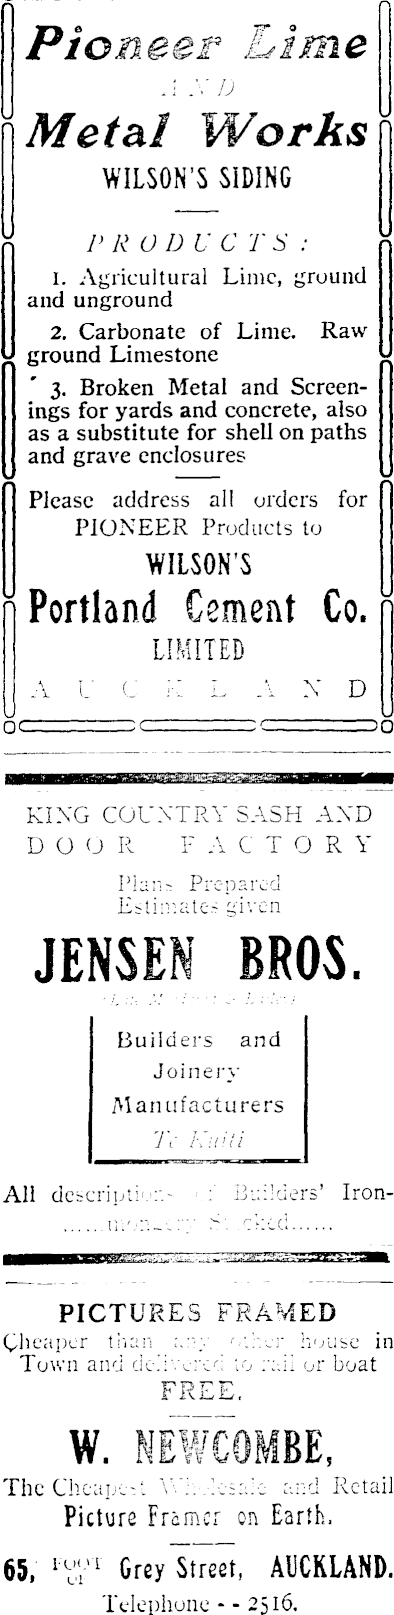 Pioneer Lime
AND
Metal Works
WILSON'S SIDING
PRODUCTS:
1. Agricultural Lime, ground
and unground
2. Carbonate of Lime. Raw
ground Limestone
3. Broken Metal and Screen-
ings for yards and concrete, also
as a substitute for shell on paths
and grave enclosures
Please address all orders for
PIONEER Products to
WILSON'S
Portland Cement Co.
LIMITED
AUCKLAND
KING COUNTRY SASH AND
DOOR FACTORY
Plans Prepared
Estimates given
JENSEN BROS.
Builders and
Joinery
Manufacturers
Te Kuiti
All descriptions of Builders' Iron-
......mongery Stocked......
PICTURES FRAMED
Cheaper than any other house in
Town and delivered to rail or boat
FREE.
W. NEWCOMBE,
The Cheapest Wholesale and Retail
Picture Framer on Earth.
65, FOOT OF Grey Street, AUCKLAND.
Telephone - - 2516.